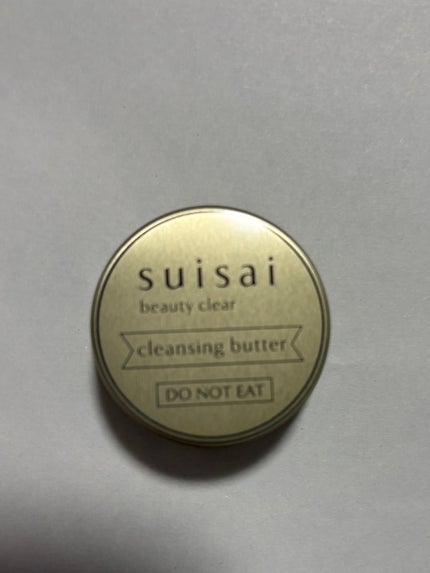 suisai
beauty clear
cleansing butter
DO NOT EAT